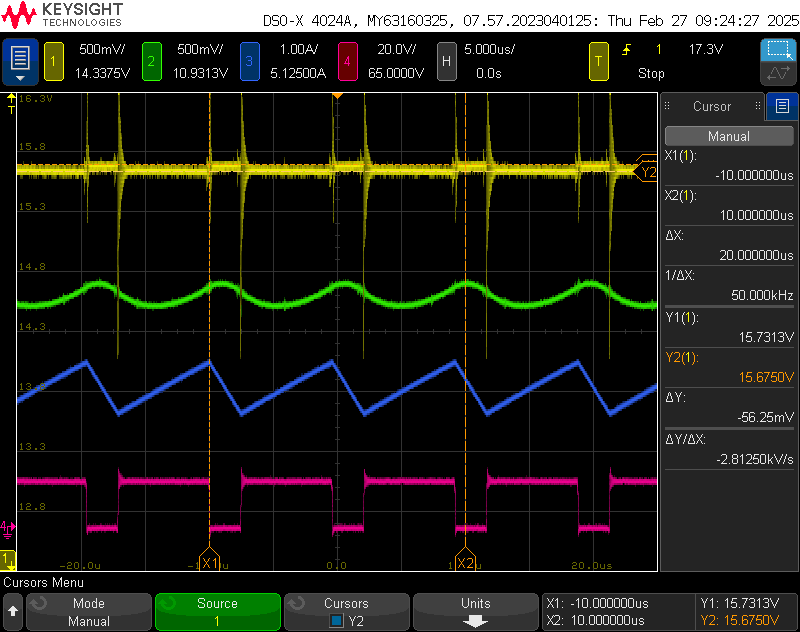 KEYSIGHT
TECHNOLOGIES
DSO-X 4024A, MY63160325, 07.57.2023040125: Thu Feb 27 09:24:27 2025
1 500mV/ 2 500mV/ 3 1.00A/ 4 20.0V/ H 5.000us/ T 1 17.3V
14.3375V 10.9313V 5.12500A 65.0000V 0.0s Stop
16.3V
T
15.8
15.3
14.8
14.3
13.3
12.8
Y2
4
1
-20.0u 0.0 20.0us
X1 X2
Cursor
Manual
X1(1):
-10.000000us
X2(1):
10.000000us
ΔX:
20.000000us
1/ΔX:
50.000kHz
Y1(1):
15.7313V
Y2(1):
15.6750V
ΔY:
-56.25mV
ΔY/ΔX:
-2.81250kV/s
Cursors Menu
Mode
Manual
Source
1
Cursors
Y2
Units
X1: -10.000000us
X2: 10.000000us
Y1: 15.7313V
Y2: 15.6750V